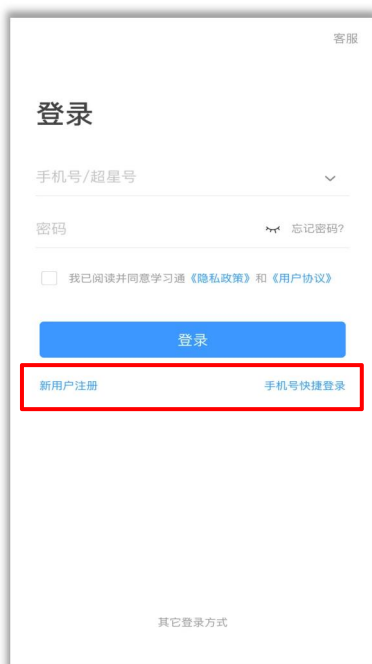 客服
登录
手机号/超星号
密码 忘记密码?
我已阅读并同意学习通《隐私政策》和《用户协议》
登录
新用户注册 手机号快捷登录
其它登录方式